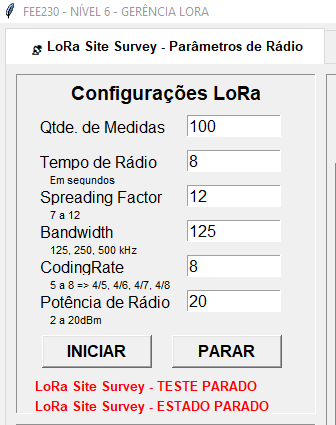 FEE230 - NÍVEL 6 - GERÊNCIA LORA
LoRa Site Survey - Parâmetros de Rádio
Configurações LoRa
Qtde. de Medidas 100
Tempo de Rádio 8
Em segundos
Spreading Factor 12
7 a 12
Bandwidth 125
125, 250, 500 kHz
CodingRate 8
5 a 8 => 4/5, 4/6, 4/7, 4/8
Potência de Rádio 20
2 a 20dBm
INICIAR PARAR
LoRa Site Survey - TESTE PARADO
LoRa Site Survey - ESTADO PARADO